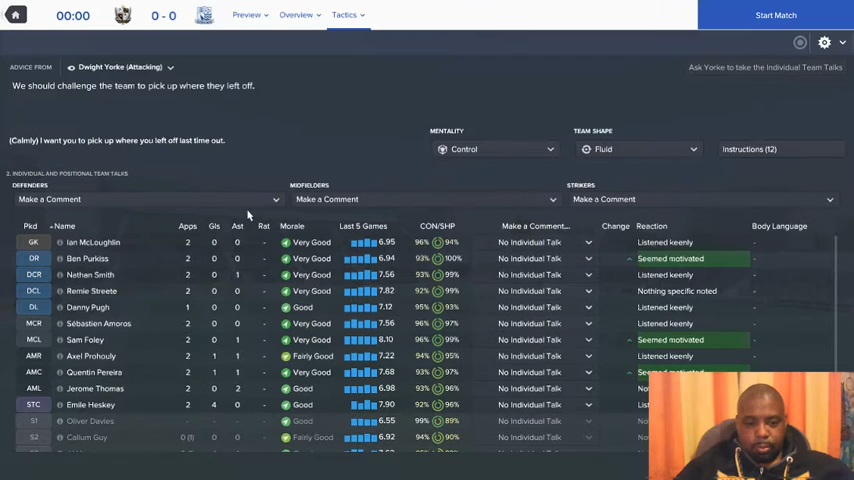 00:00 0 - 0 Preview Overview Tactics Start Match
ADVICE FROM Dwight Yorke (Attacking) Ask Yorke to take the Individual Team Talks
We should challenge the team to pick up where they left off.
MENTALITY TEAM SHAPE
(Calmly) I want you to pick up where you left off last time out. Control Fluid Instructions (12)
2. INDIVIDUAL AND POSITIONAL TEAM TALKS
DEFENDERS MIDFIELDERS STRIKERS
Make a Comment Make a Comment Make a Comment
Pkd Name Apps Gls Ast Rat Morale Last 5 Games CON/SHP Make a Comment... Change Reaction Body Language
GK Ian McLoughlin 2 0 0 - Very Good 6.95 96% 94% No Individual Talk Listened keenly -
DR Ben Purkiss 2 0 0 - Very Good 6.94 93% 100% No Individual Talk Seemed motivated -
DCR Nathan Smith 2 0 1 - Very Good 7.56 93% 99% No Individual Talk Listened keenly -
DCL Remie Streete 2 0 0 - Very Good 7.82 92% 99% No Individual Talk Nothing specific noted -
DL Danny Pugh 1 0 0 - Good 7.12 95% 93% No Individual Talk Listened keenly -
MCR Sébastien Amoros 2 0 0 - Very Good 7.56 96% 97% No Individual Talk Listened keenly -
MCL Sam Foley 2 0 1 - Very Good 8.10 96% 99% No Individual Talk Seemed motivated -
AMR Axel Prohouly 2 1 1 - Fairly Good 7.22 94% 95% No Individual Talk Listened keenly -
AMC Quentin Pereira 2 1 1 - Very Good 7.68 93% 97% No Individual Talk Seemed motivated -
AML Jerome Thomas 2 0 2 - Good 6.98 93% 96% No Individual Talk
STC Emile Heskey 2 4 0 - Good 7.90 92% 96% No Individual Talk
S1 Oliver Davies 2 0 0 - Good 6.55 99% 89% No Individual Talk
S2 Callum Guy 0 (1) 0 0 - Fairly Good 6.92 94% 90% No Individual Talk